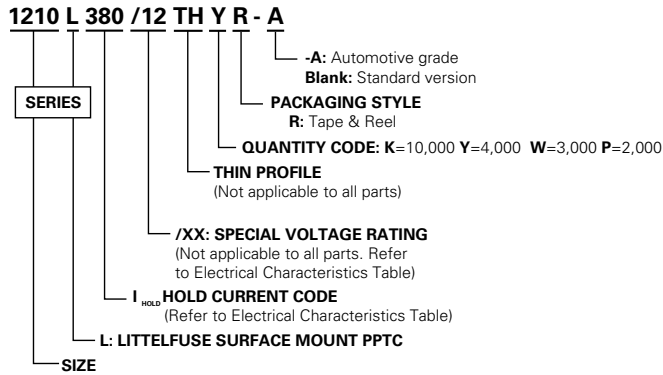 1210 L 380 /12 TH Y R - A
-A: Automotive grade
Blank: Standard version
SERIES
PACKAGING STYLE
R: Tape & Reel
QUANTITY CODE: K=10,000 Y=4,000 W=3,000 P=2,000
THIN PROFILE
(Not applicable to all parts)
/XX: SPECIAL VOLTAGE RATING
(Not applicable to all parts. Refer
to Electrical Characteristics Table)
I HOLD HOLD CURRENT CODE
(Refer to Electrical Characteristics Table)
L: LITTELFUSE SURFACE MOUNT PPTC
SIZE